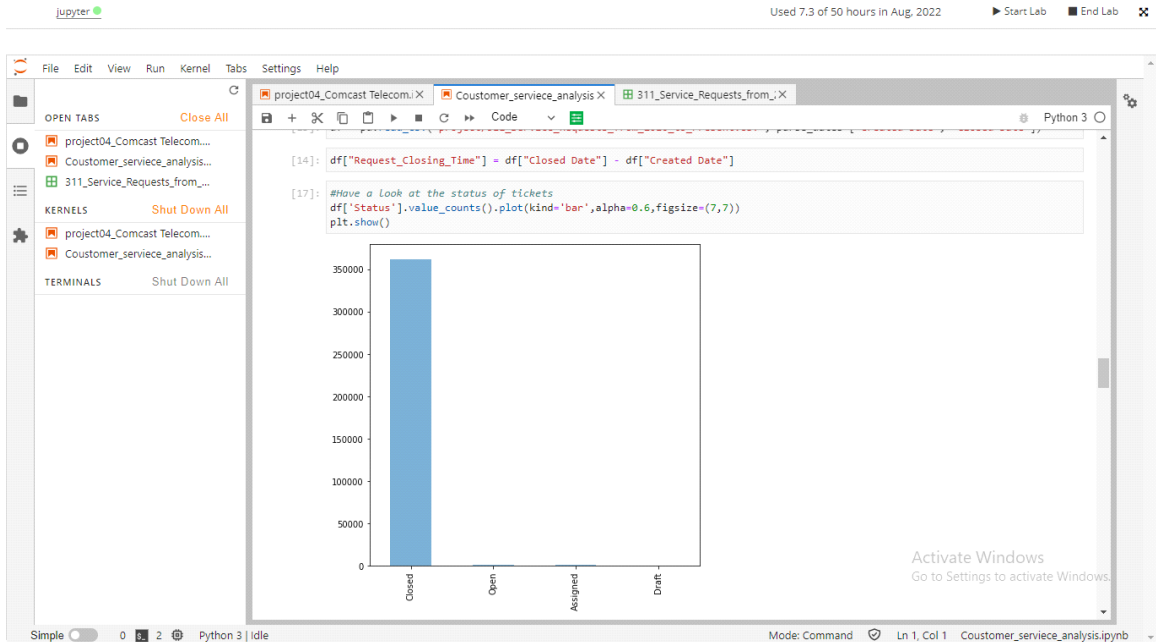 jupyter
Used 7.3 of 50 hours in Aug, 2022
Start Lab
End Lab
File Edit View Run Kernel Tabs Settings Help
project04_Comcast Telecom.i
Coustomer_serviece_analysis
311_Service_Requests_from_
Code
Python 3
OPEN TABS
Close All
project04_Comcast Telecom....
Coustomer_serviece_analysis...
311_Service_Requests_from_...
KERNELS
Shut Down All
project04_Comcast Telecom....
Coustomer_serviece_analysis...
TERMINALS
Shut Down All
[14]: df["Request_Closing_Time"] = df["Closed Date"] - df["Created Date"]
[17]: #Have a look at the status of tickets
df['Status'].value_counts().plot(kind='bar',alpha=0.6,figsize=(7,7))
plt.show()
350000
300000
250000
200000
150000
100000
50000
0
Closed
Open
Assigned
Draft
Activate Windows
Go to Settings to activate Windows.
Simple
0
2
Python 3 | Idle
Mode: Command
Ln 1, Col 1
Coustomer_serviece_analysis.ipynb